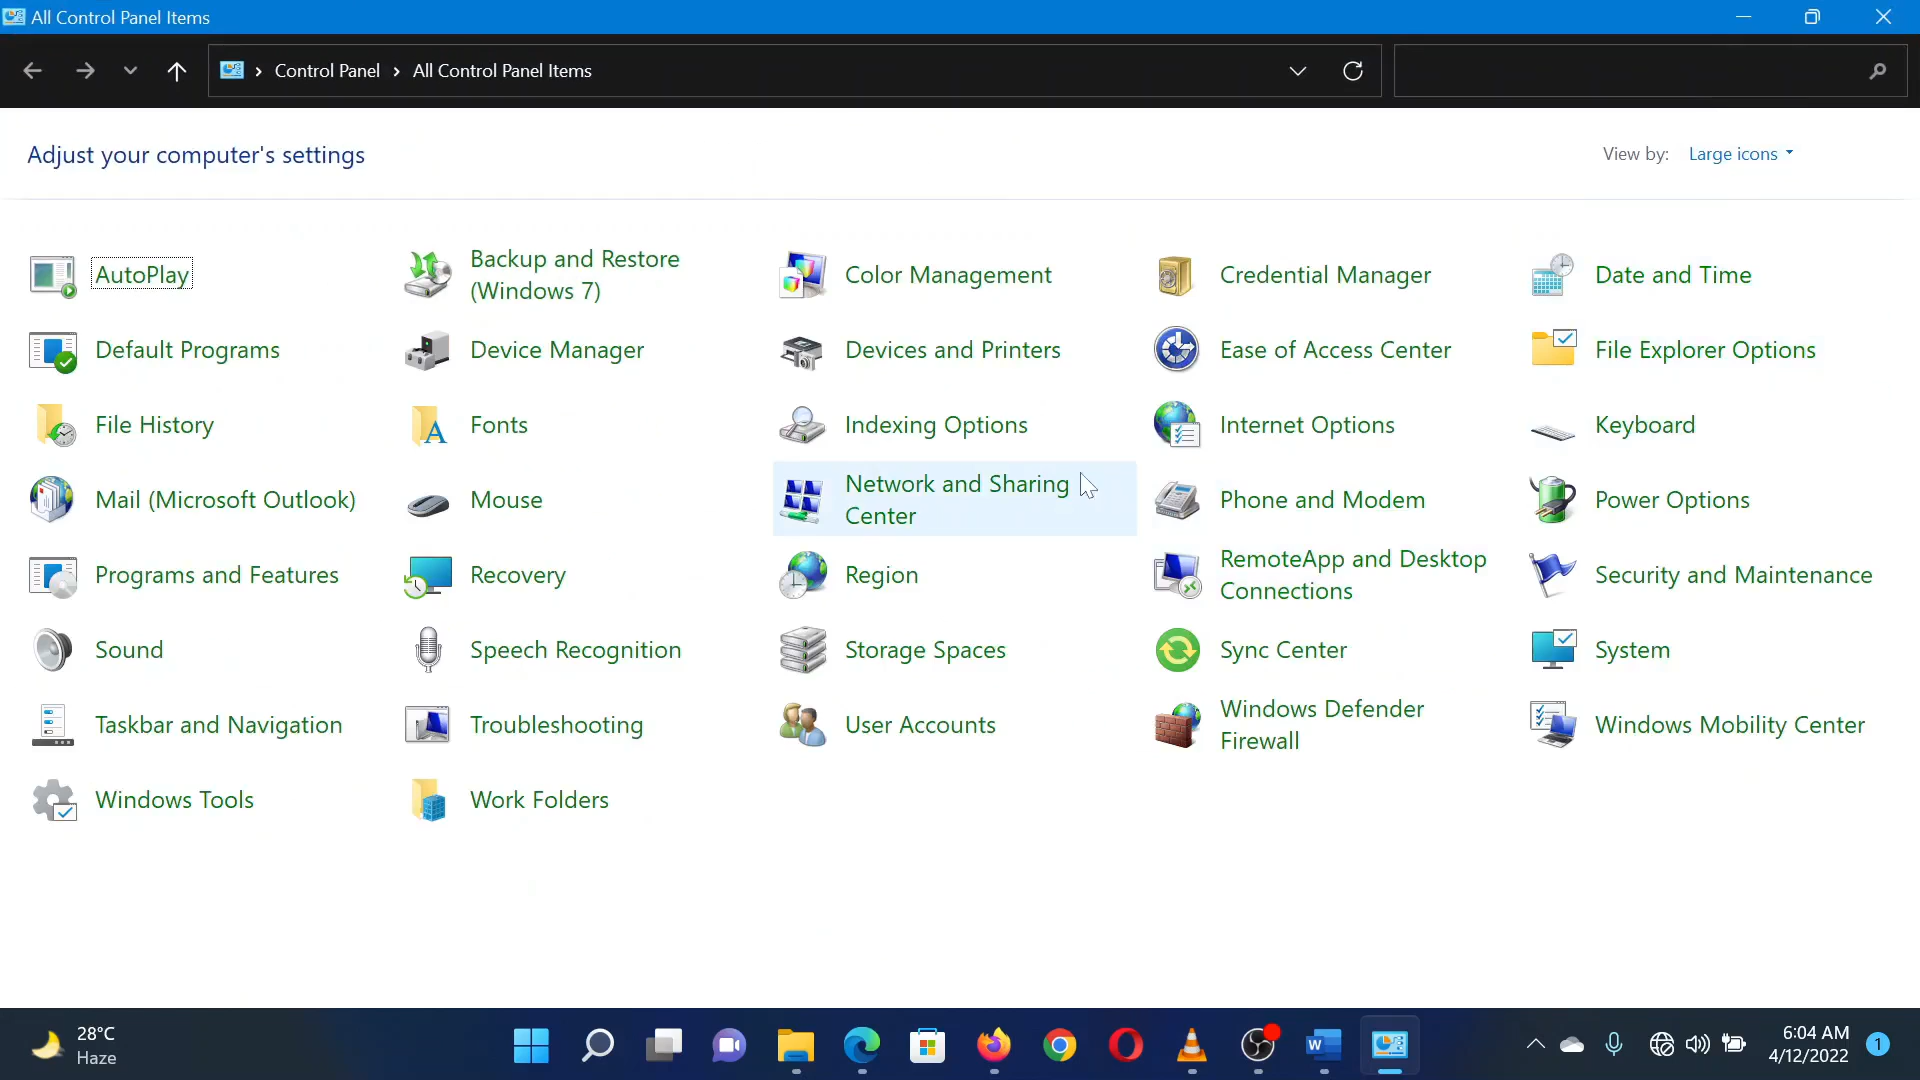 All Control Panel Items
Control Panel > All Control Panel Items
Adjust your computer's settings
View by: Large icons
AutoPlay
Backup and Restore
(Windows 7)
Color Management
Credential Manager
Date and Time
Default Programs
Device Manager
Devices and Printers
Ease of Access Center
File Explorer Options
File History
Fonts
Indexing Options
Internet Options
Keyboard
Mail (Microsoft Outlook)
Mouse
Network and Sharing
Center
Phone and Modem
Power Options
Programs and Features
Recovery
Region
RemoteApp and Desktop
Connections
Security and Maintenance
Sound
Speech Recognition
Storage Spaces
Sync Center
System
Taskbar and Navigation
Troubleshooting
User Accounts
Windows Defender
Firewall
Windows Mobility Center
Windows Tools
Work Folders
28°C
Haze
6:04 AM
4/12/2022
1